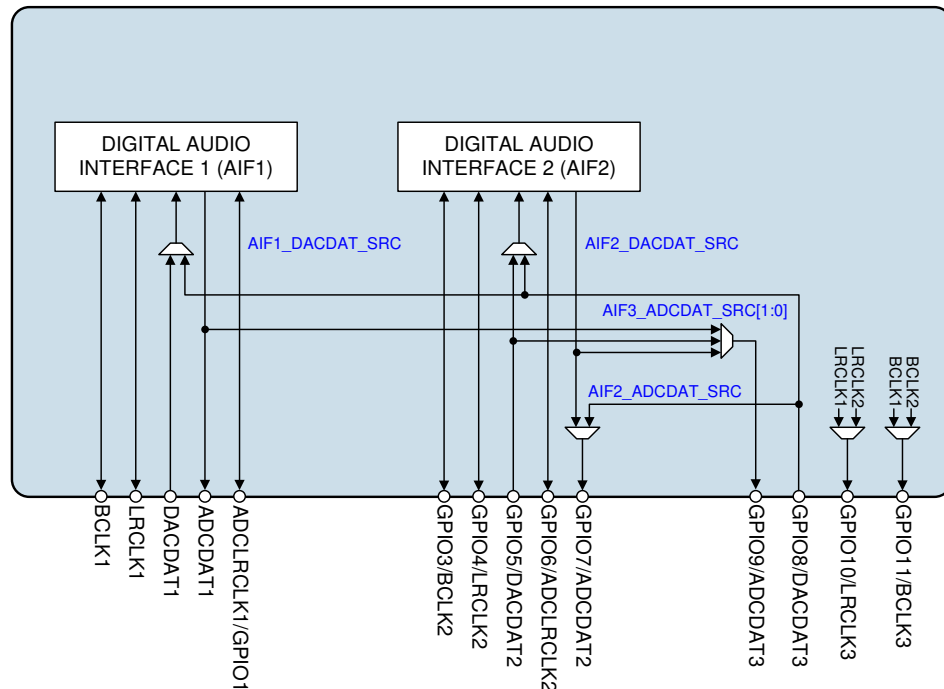 DIGITAL AUDIO
INTERFACE 1 (AIF1)
DIGITAL AUDIO
INTERFACE 2 (AIF2)
AIF1_DACDAT_SRC
AIF2_DACDAT_SRC
AIF3_ADCDAT_SRC[1:0]
AIF2_ADCDAT_SRC
LRCLK1
LRCLK2
BCLK1
BCLK2
BCLK1
LRCLK1
DACDAT1
ADCDAT1
ADCLRCLK1/GPIO1
GPIO3/BCLK2
GPIO4/LRCLK2
GPIO5/DACDAT2
GPIO6/ADCLRCLK2
GPIO7/ADCDAT2
GPIO9/ADCDAT3
GPIO8/DACDAT3
GPIO10/LRCLK3
GPIO11/BCLK3